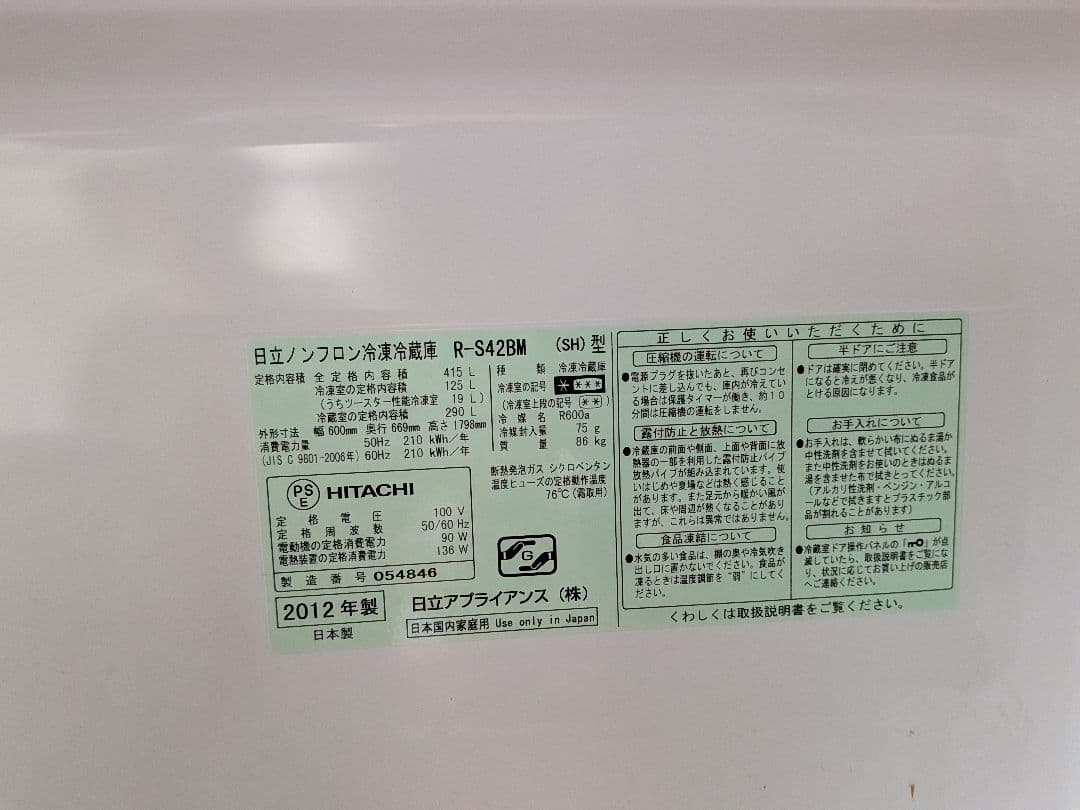 日立ノンフロン冷凍冷蔵庫 R-S42BM (SH)型
定格内容積 全定格内容積 415 L
冷凍室の定格内容積 125 L
(うちツースター性能冷凍室 19 L)
冷蔵室の定格内容積 290 L
外形寸法 幅 600mm 奥行 669mm 高さ 1798mm
消費電力量 50Hz 210 kWh/年
(JIS C 9801-2006年) 60Hz 210 kWh/年
種類 冷凍冷蔵庫
冷凍室の記号 ****
(冷凍室上段の記号 **)
冷媒名 R600a
冷媒封入量 75 g
質量 86 kg
断熱発泡ガス シクロペンタン
温度ヒューズの定格動作温度
76℃(霜取用)
PS
E
HITACHI
定格電圧 100 V
定格周波数 50/60 Hz
電動機の定格消費電力 90 W
電熱装置の定格消費電力 136 W
製造番号 054846
G
2012年製
日本製
日立アプライアンス(株)
日本国内家庭用 Use only in Japan
正しくお使いいただくために
圧縮機の運転について
●電源プラグを抜いたあと、再びコンセ
ントに差し込んでも、庫内が冷えてい
る場合は保護タイマーが働き、約10
分間は圧縮機の運転をしません。
露付防止と放熱について
●冷蔵庫の前面や側面、上面や背面に放
熱器の一部を利用した露付防止パイプ
放熱パイプが組み込まれています。使
いはじめや夏場などは熱く感じること
があります。また足元から暖かい風が
出て、床や周辺が熱くなることがあり
ますが、これらは異常ではありません。
食品凍結について
●水気の多い食品は、棚の奥や冷気吹き
出し口に置かないでください。食品が
凍るときは温度調節を"弱"にしてく
ださい。
半ドアにご注意
●ドアは確実に閉めてください。半ドア
になると冷えが悪くなり、冷凍食品が
とける原因になります。
お手入れについて
●お手入れは、軟らかい布にぬるま湯か
中性洗剤を含ませて拭いてください。
また中性洗剤をお使いのときはぬるま
湯を含ませた布で拭きとってください。
(アルカリ性洗剤・ベンジン・アルコ
ールなどで拭きますとプラスチック部
品が割れることがあります)
お知らせ
●冷蔵室ドア操作パネルの「」が点
滅していたら、取扱説明書をご覧にな
り、状況に応じてお買い上げの販売店
へご連絡ください。
くわしくは取扱説明書をご覧ください。